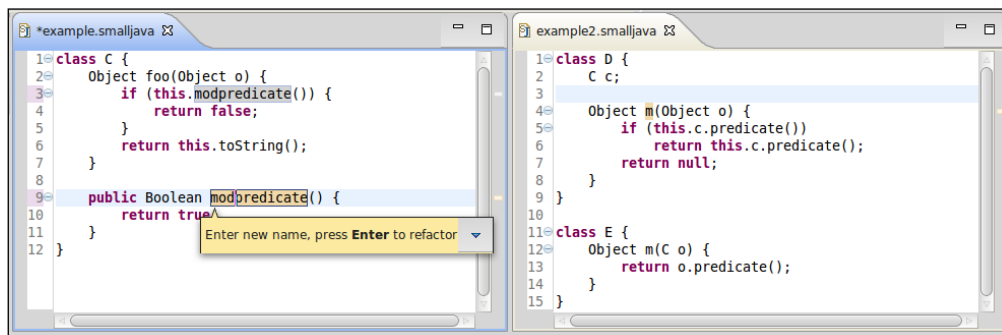 *example.smalljava
1 class C {
2 Object foo(Object o) {
3 if (this.modpredicate()) {
4 return false;
5 }
6 return this.toString();
7 }
8
9 public Boolean modpredicate() {
10 return true
11 }
12 }
Enter new name, press Enter to refactor
example2.smalljava
1 class D {
2 C c;
3
4 Object m(Object o) {
5 if (this.c.predicate())
6 return this.c.predicate();
7 return null;
8 }
9 }
10
11 class E {
12 Object m(C o) {
13 return o.predicate();
14 }
15 }